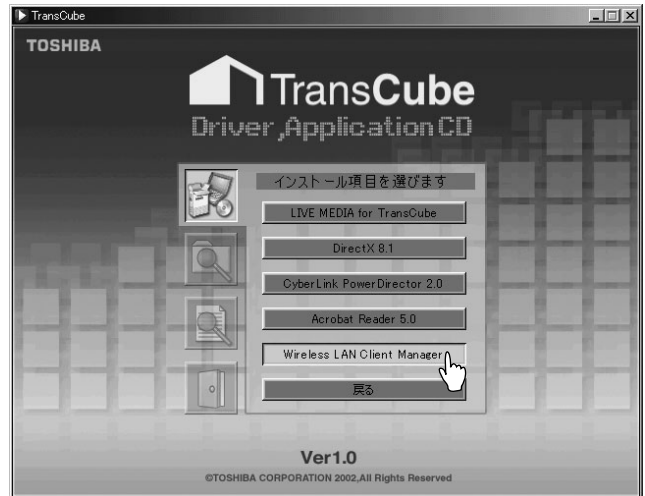 TransCube
TOSHIBA
TransCube
Driver,Application CD
インストール項目を選びます
LIVE MEDIA for TransCube
DirectX 8.1
CyberLink PowerDirector 2.0
Acrobat Reader 5.0
Wireless LAN Client Manager
戻る
Ver1.0
©TOSHIBA CORPORATION 2002,All Rights Reserved